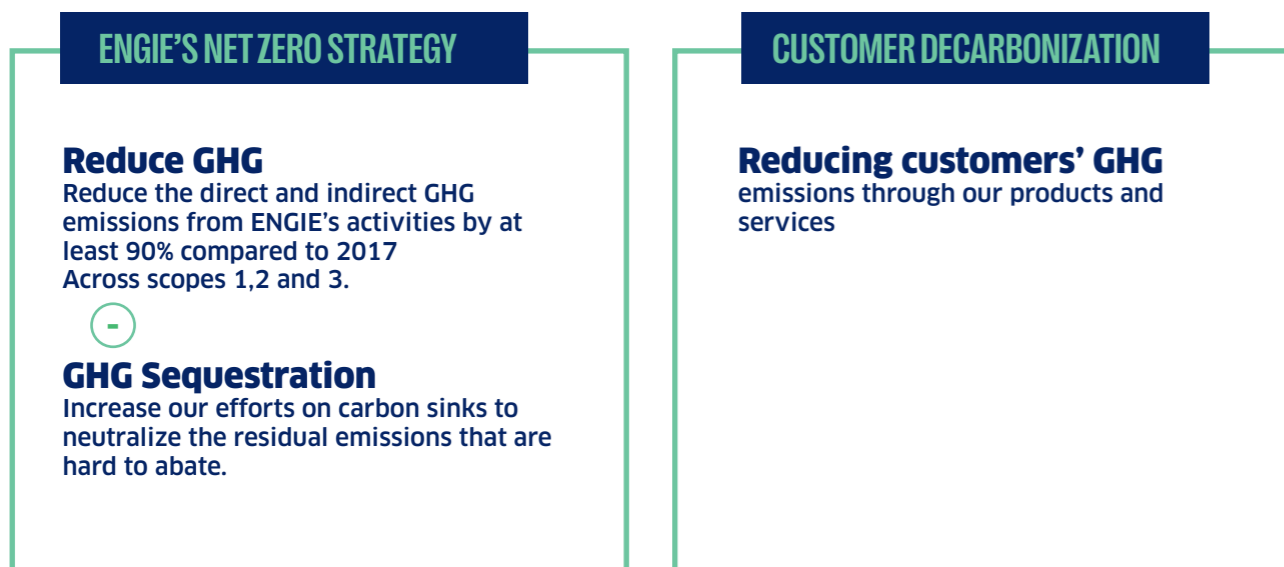 ENGIE'S NET ZERO STRATEGY
Reduce GHG
Reduce the direct and indirect GHG
emissions from ENGIE's activities by at
least 90% compared to 2017
Across scopes 1,2 and 3.
-
GHG Sequestration
Increase our efforts on carbon sinks to
neutralize the residual emissions that are
hard to abate.
CUSTOMER DECARBONIZATION
Reducing customers' GHG
emissions through our products and
services